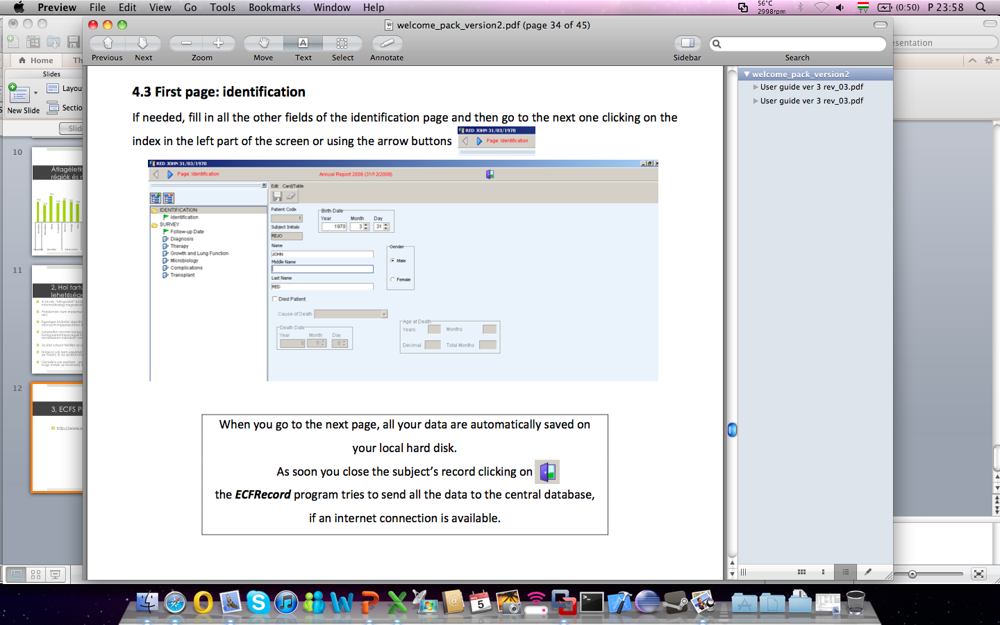 Preview File Edit View Go Tools Bookmarks Window Help
56°C
2998rpm
(0:50) P 23:58
welcome_pack_version2.pdf (page 34 of 45)
Previous Next Zoom Move Text Select Annotate Sidebar Search
esentation
Home Th
Slides
New Slide
Layou
Sectio
Slid
10
Átlagéletk
régiók és n
11
2, Hol tartu
lehetősége
12
3, ECFS P
http://www.e
welcome_pack_version2
User guide ver 3 rev_03.pdf
User guide ver 3 rev_03.pdf
4.3 First page: identification
If needed, fill in all the other fields of the identification page and then go to the next one clicking on the
index in the left part of the screen or using the arrow buttons
RED JOHN 31/03/1970
Page: Identification
RED JOHN 31/03/1970
Page: Identification Annual Report 2008 (31/12/2008)
Edit Card/Table
IDENTIFICATION
Identification
SURVEY
Follow-up Date
Diagnosis
Therapy
Growth and Lung Function
Microbiology
Complications
Transplant
Patient Code
1
Subject Initials
REJO
Birth Date
Year Month Day
1970 3 31
Name
JOHN
Middle Name
Last Name
RED
Gender
Male
Female
Died Patient
Cause of Death
Death Date
Year Month Day
0 0 0
Age at Death
Years Months
Decimal Total Months
When you go to the next page, all your data are automatically saved on
your local hard disk.
As soon you close the subject's record clicking on
the ECFRecord program tries to send all the data to the central database,
if an internet connection is available.
NOV
5